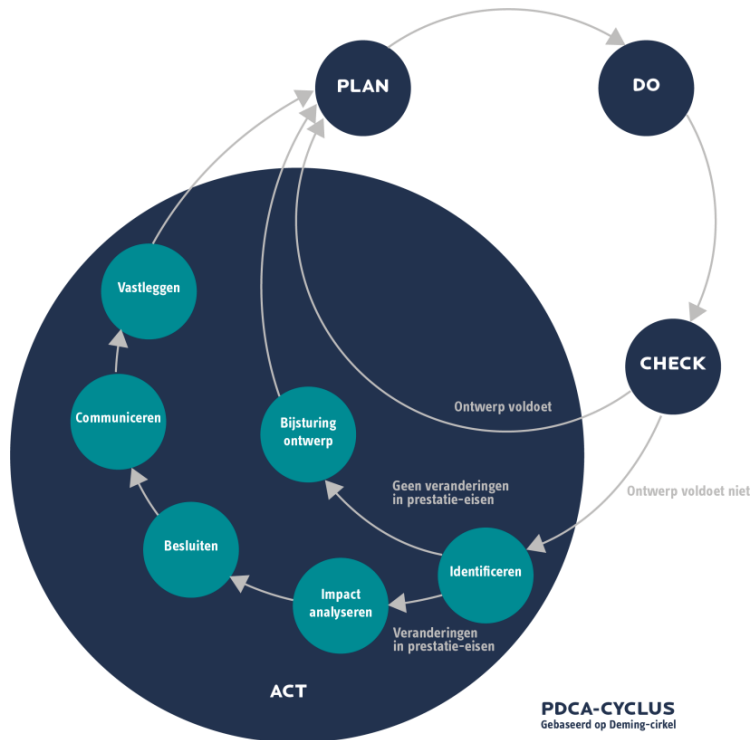 PLAN
DO
CHECK
Vastleggen
Communiceren
Bijsturing
ontwerp
Ontwerp voldoet
Geen veranderingen
in prestatie-eisen
Ontwerp voldoet niet
Besluiten
Identificeren
Impact
analyseren
Veranderingen
in prestatie-eisen
ACT
PDCA-CYCLUS
Gebaseerd op Deming-cirkel